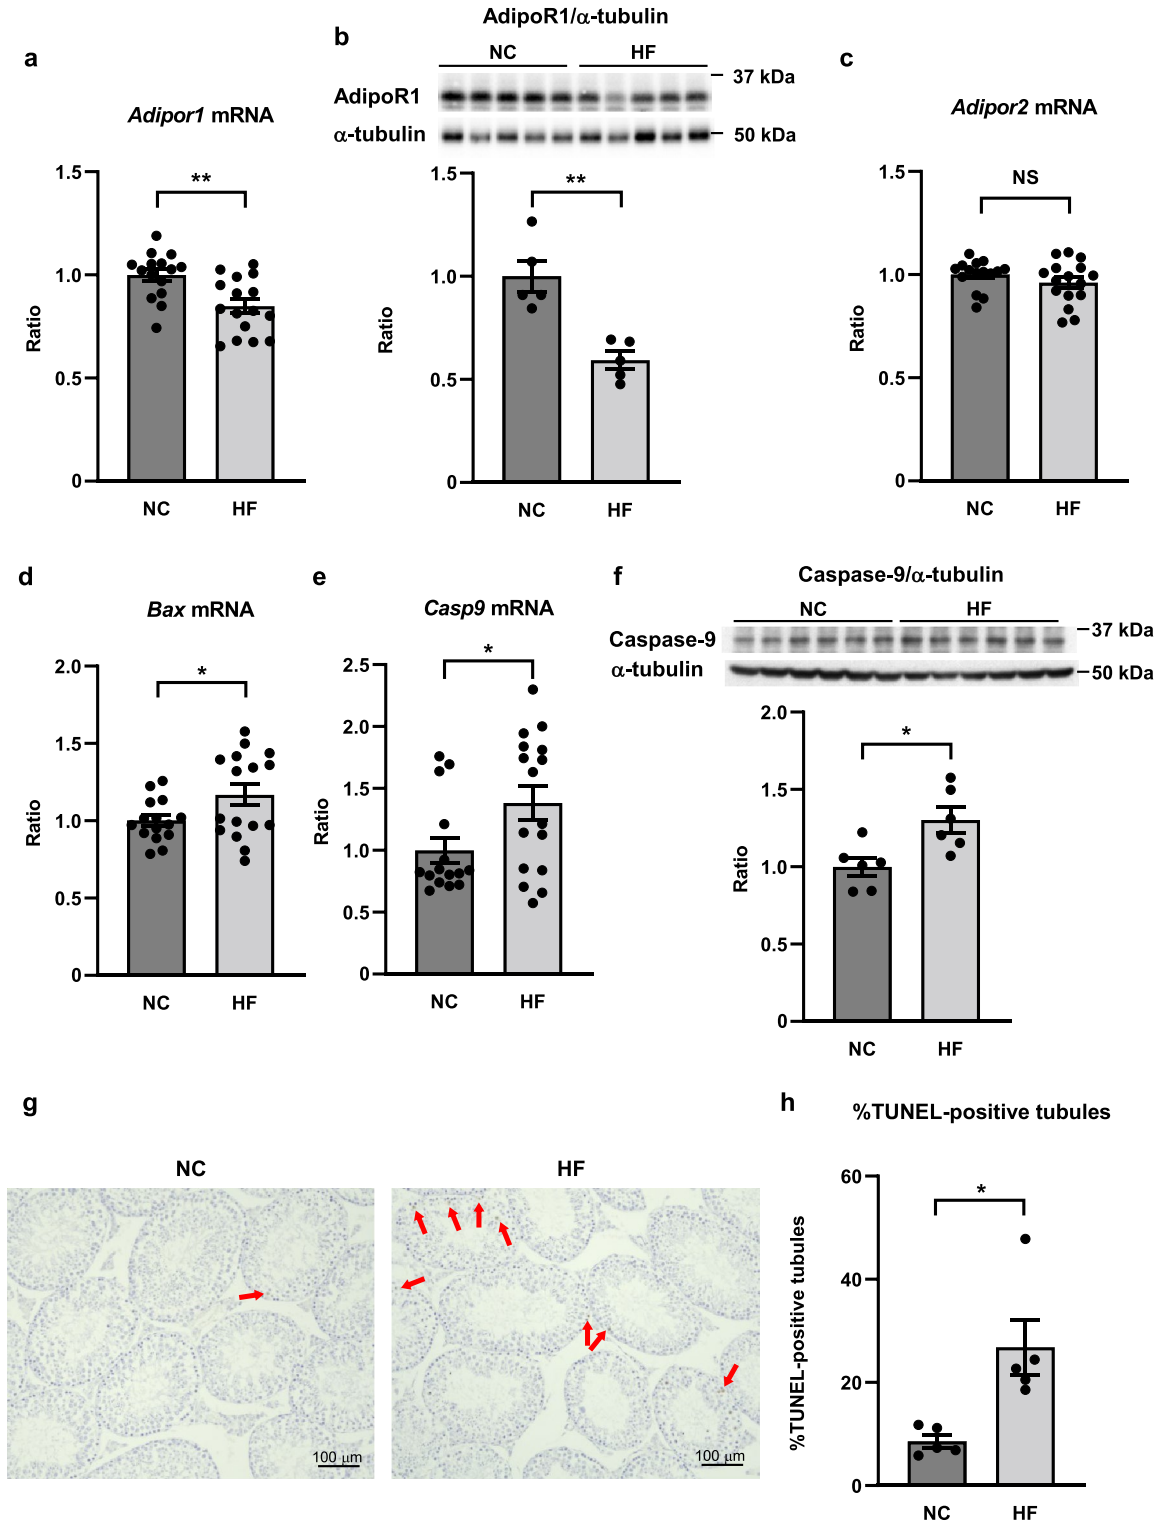 a
Adipor1 mRNA
**
1.5
1.0
0.5
0
Ratio
NC
HF
b
AdipoR1/α-tubulin
NC
HF
37 kDa
AdipoR1
α-tubulin
50 kDa
**
1.5
1.0
0.5
0
Ratio
NC
HF
c
Adipor2 mRNA
NS
1.5
1.0
0.5
0
Ratio
NC
HF
d
Bax mRNA
*
2.0
1.5
1.0
0.5
0
Ratio
NC
HF
e
Casp9 mRNA
*
2.5
2.0
1.5
1.0
0.5
0
Ratio
NC
HF
f
Caspase-9/α-tubulin
NC
HF
37 kDa
Caspase-9
α-tubulin
50 kDa
*
2.0
1.5
1.0
0.5
0
Ratio
NC
HF
g
NC
HF
100 µm
100 µm
h
%TUNEL-positive tubules
*
60
40
20
0
%TUNEL-positive tubules
NC
HF